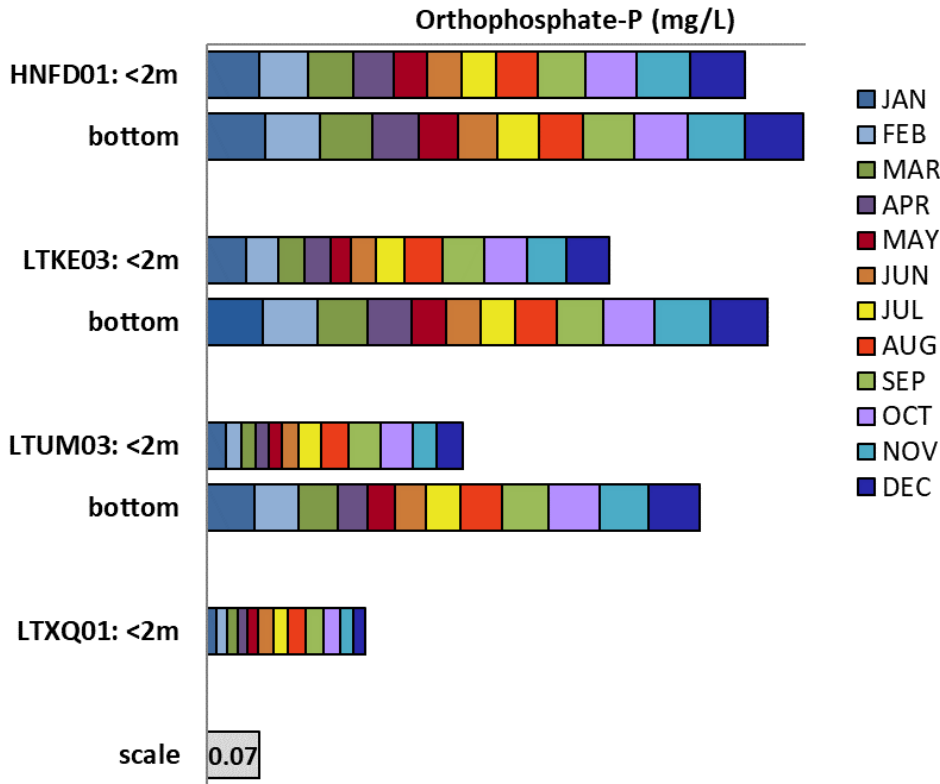 Orthophosphate-P (mg/L)
HNFD01: <2m
bottom
LTKE03: <2m
bottom
LTUM03: <2m
bottom
LTXQ01: <2m
scale
0.07
JAN
FEB
MAR
APR
MAY
JUN
JUL
AUG
SEP
OCT
NOV
DEC